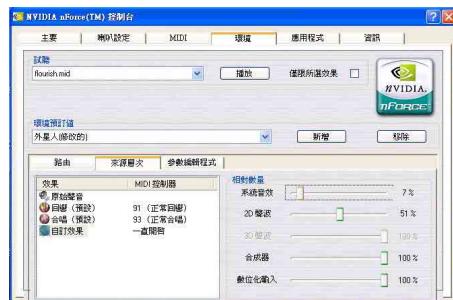 NVIDIA nForce(TM) 控制台
主要 喇叭設定 MIDI 環境 應用程式 資訊
試聽
flourish.mid 播放 僅限所選效果
NVIDIA.
nFORCE
環境預訂值
外星人(修改的) 新增 移除
路由 來源層次 參數編輯程式
效果 MIDI 控制器
原始聲音
回響 (預設) 91 (正常回響)
合唱 (預設) 93 (正常合唱)
自訂效果 一直開啓
相對數量
系統音效 7 %
2D 聲波 51 %
3D 聲波 100 %
合成器 100 %
數位化輸入 100 %